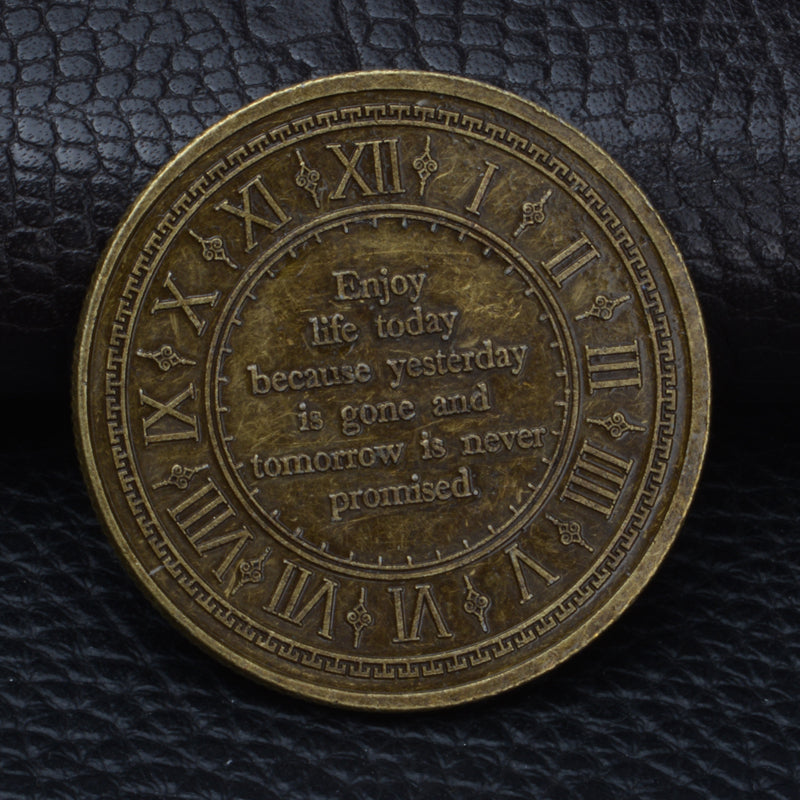 XII
I
II
III
IIII
V
VI
VII
VIII
IX
X
XI
Enjoy
life today
because yesterday
is gone and
tomorrow is never
promised.